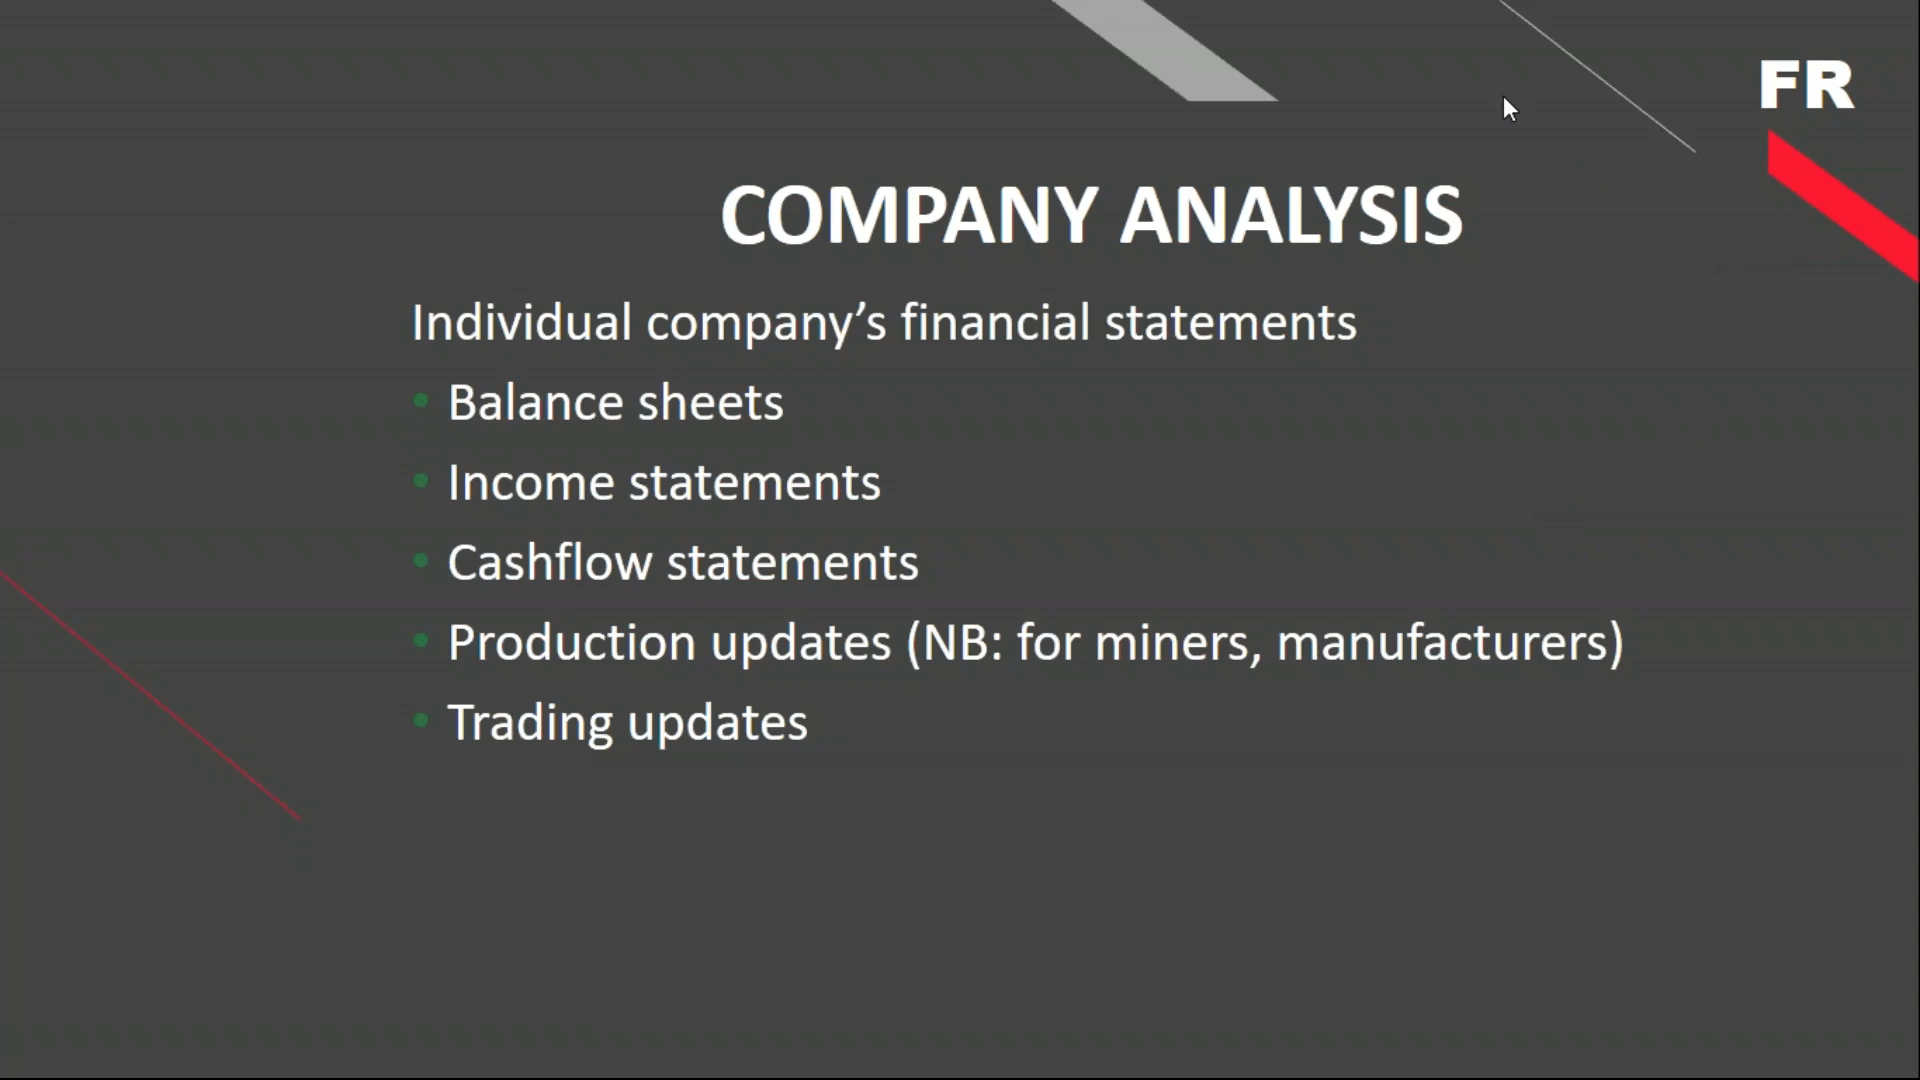 FR
COMPANY ANALYSIS
Individual company’s financial statements
• Balance sheets
• Income statements
• Cashflow statements
• Production updates (NB: for miners, manufacturers)
• Trading updates